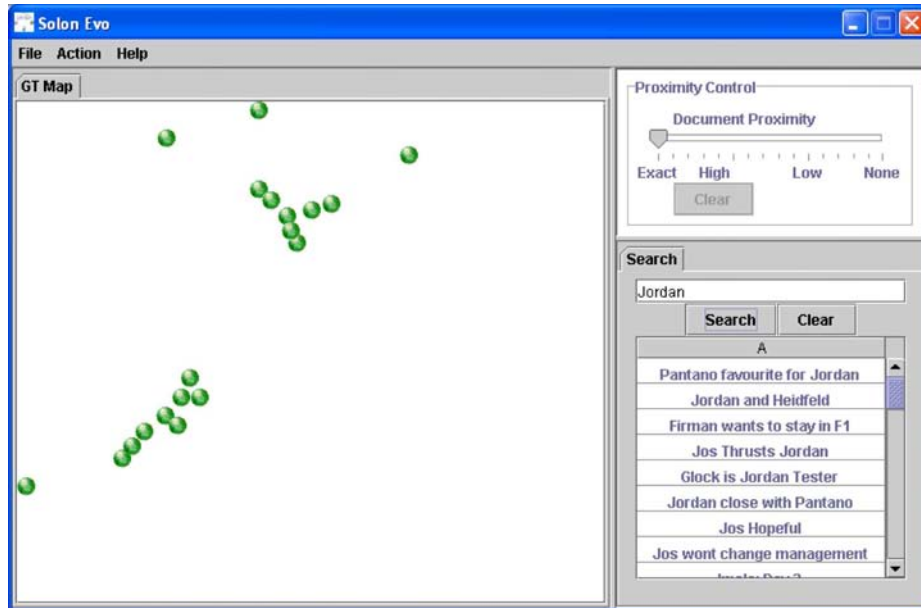 Solon Evo
File Action Help
GT Map
Proximity Control
Document Proximity
Exact High Low None
Clear
Search
Jordan
Search Clear
A
Pantano favourite for Jordan
Jordan and Heidfeld
Firman wants to stay in F1
Jos Thrusts Jordan
Glock is Jordan Tester
Jordan close with Pantano
Jos Hopeful
Jos wont change management